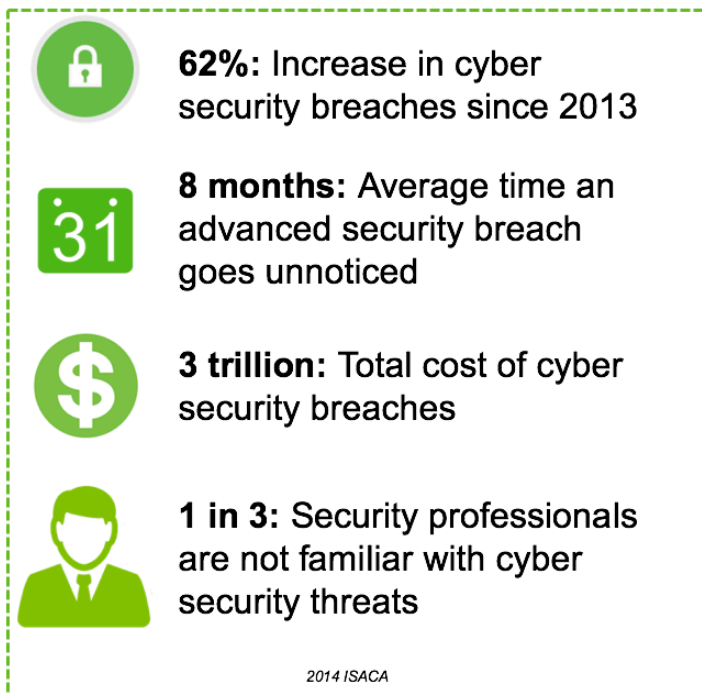 62%: Increase in cyber
security breaches since 2013
31
8 months: Average time an
advanced security breach
goes unnoticed
$
3 trillion: Total cost of cyber
security breaches
1 in 3: Security professionals
are not familiar with cyber
security threats
2014 ISACA